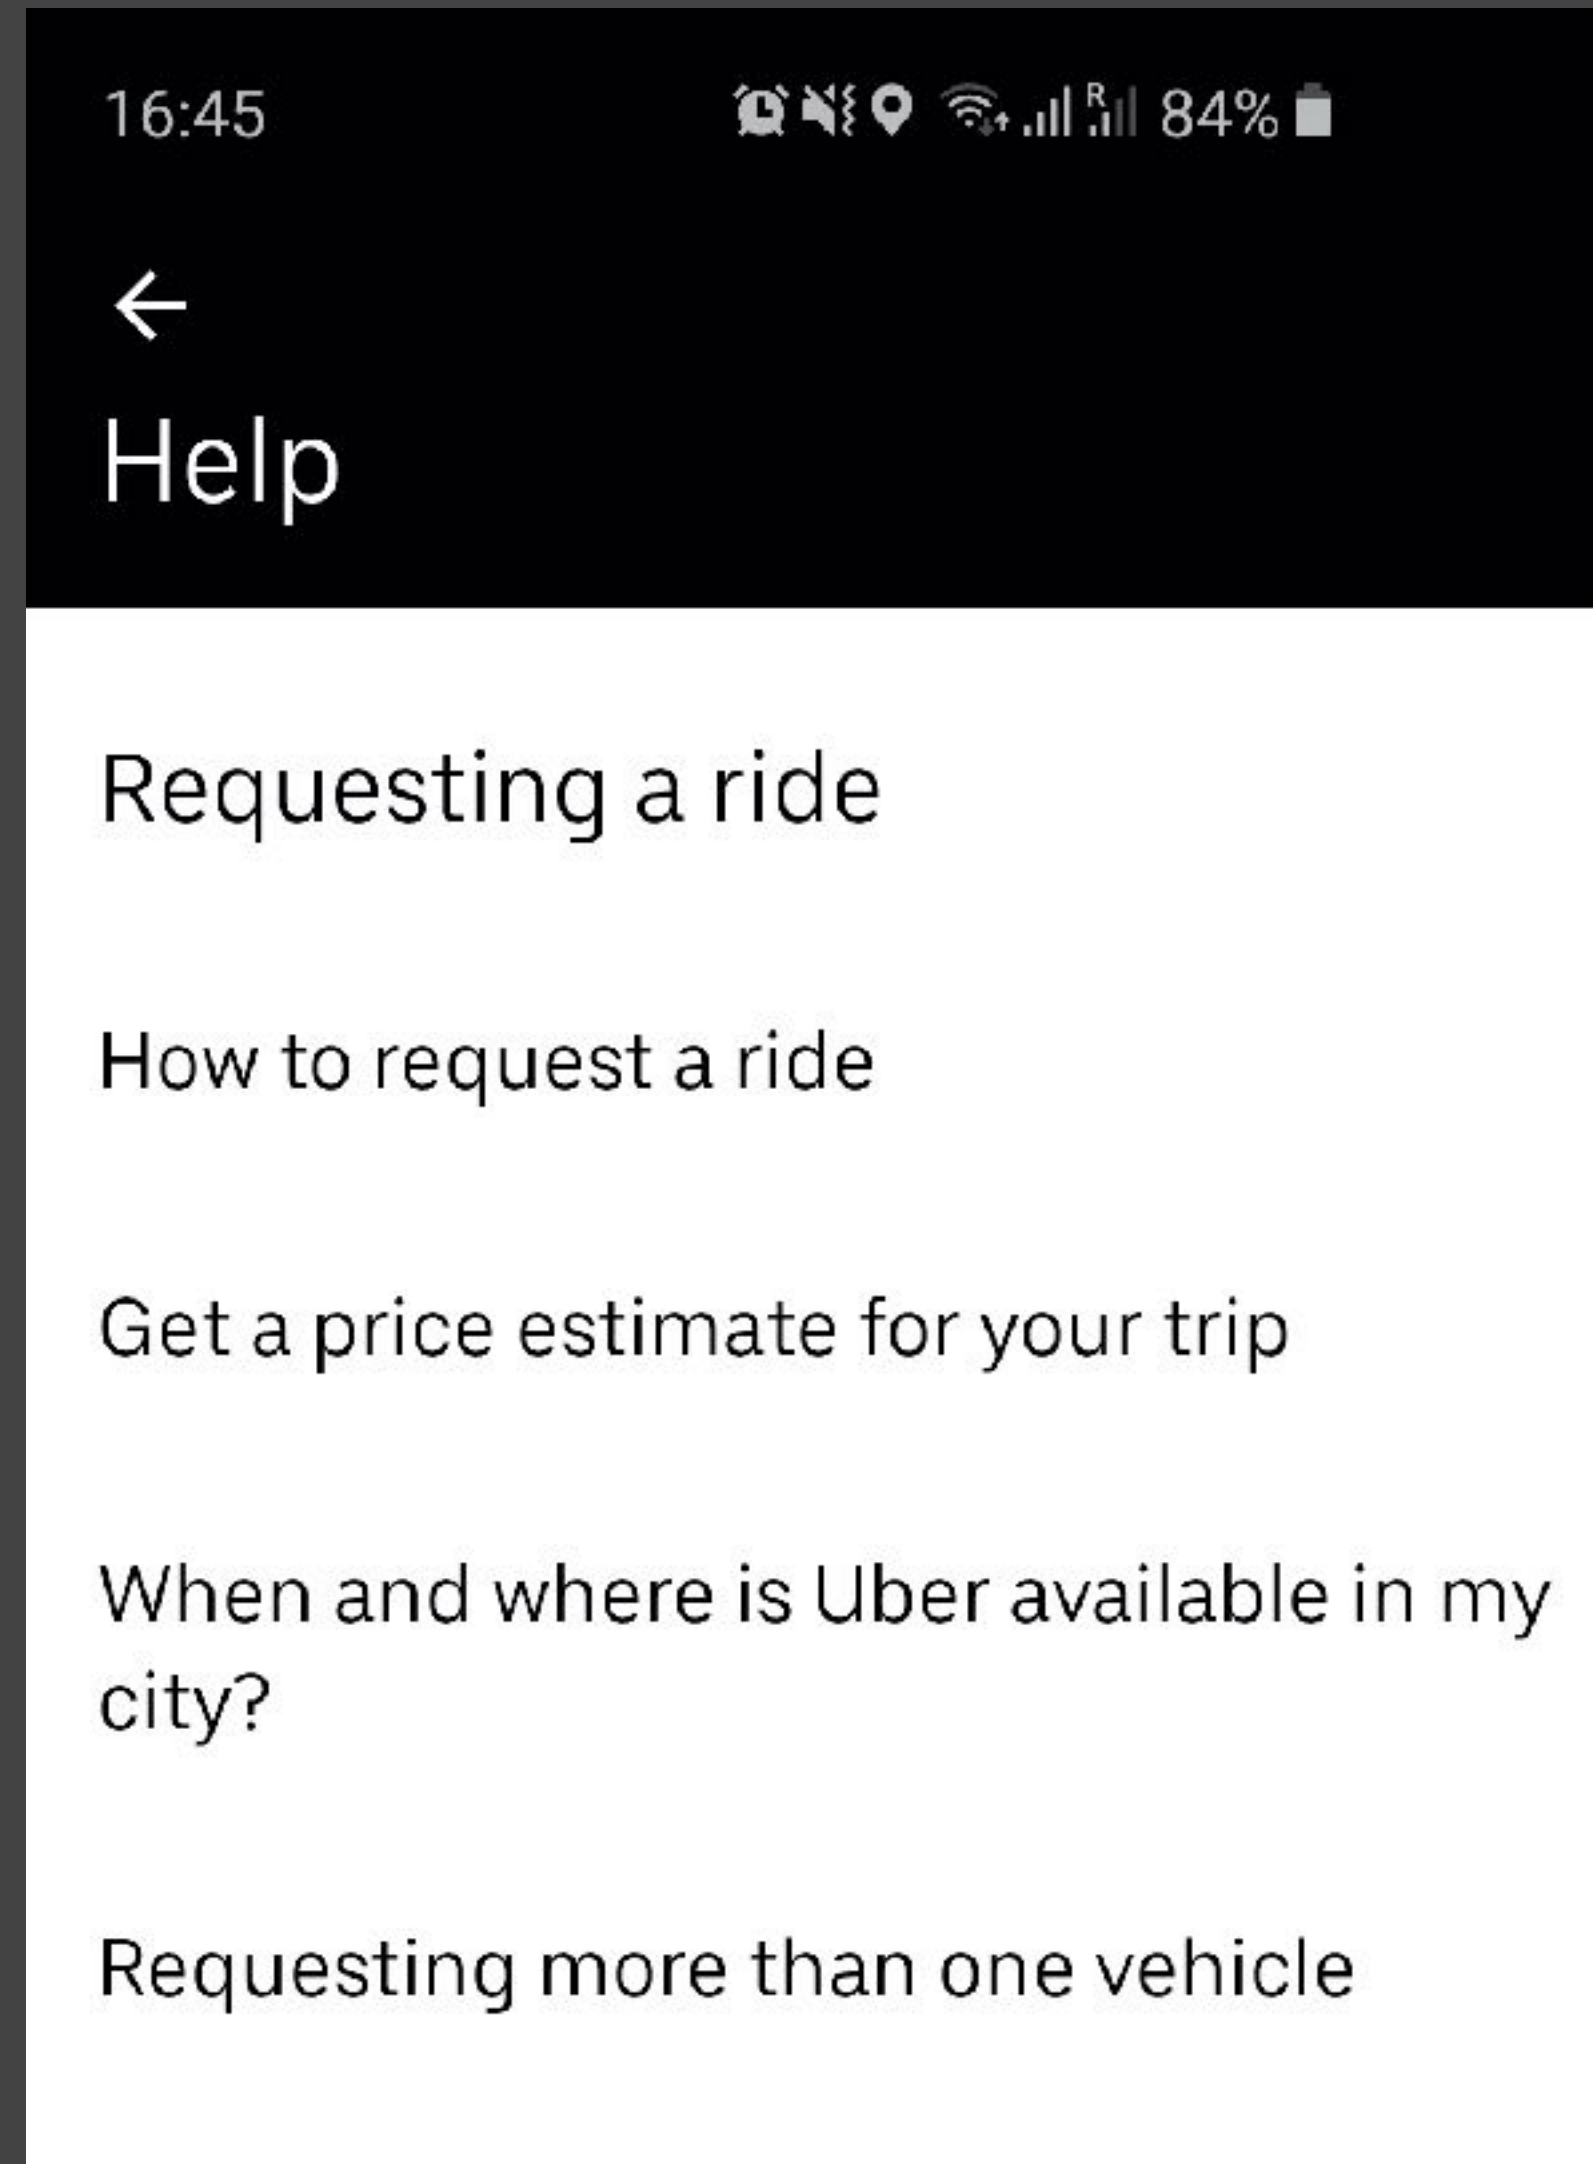 16:45 R 84%
Help
Requesting a ride
How to request a ride
Get a price estimate for your trip
When and where is Uber available in my
city?
Requesting more than one vehicle